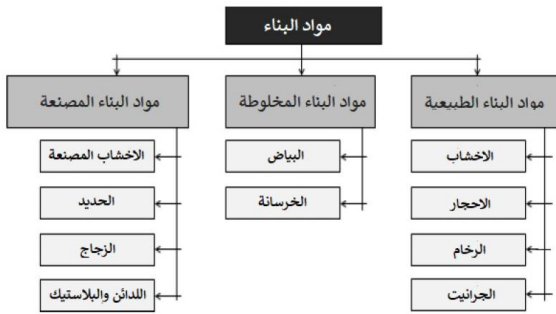 مواد البناء
مواد البناء الطبيعية
الاخشاب
الاحجار
الرخام
الجرانيت
مواد البناء المخلوطة
البياض
الخرسانة
مواد البناء المصنعة
الاخشاب المصنعة
الحديد
الزجاج
اللدائن والبلاستيك